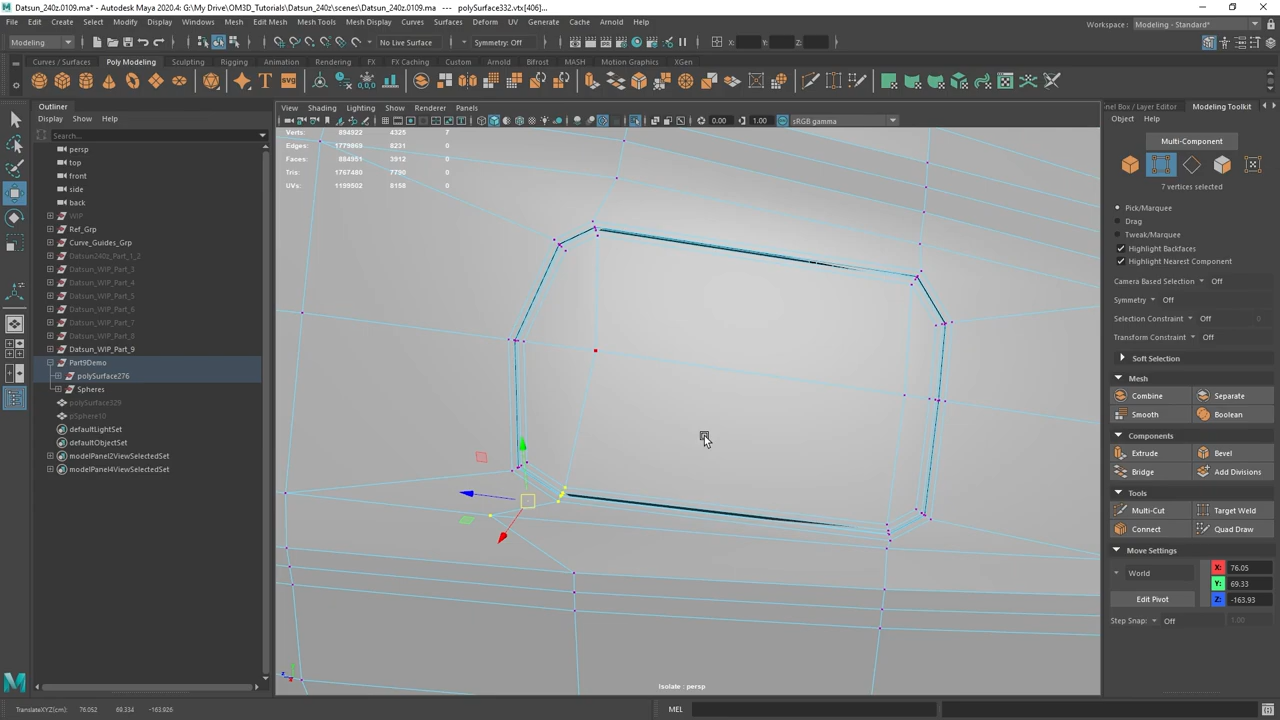 Datsun_240z.0109.ma* - Autodesk Maya 2020.4: G:\My Drive\OM3D_Tutorials\Datsun_240z\scenes\Datsun_240z.0109.ma --- polySurface332.vtx[406]...
File Edit Create Select Modify Display Windows Mesh Edit Mesh Mesh Tools Mesh Display Curves Surfaces Deform UV Generate Cache Arnold Help
Workspace : Modeling - Standard*
Modeling No Live Surface Symmetry: Off X: Y: Z:
Curves / Surfaces Poly Modeling Sculpting Rigging Animation Rendering FX FX Caching Custom Arnold Bifrost MASH Motion Graphics XGen
Outliner
Display Show Help
Search...
persp
top
front
side
back
WIP
Ref_Grp
Curve_Guides_Grp
Datsun240z_Part_1_2
Datsun_WIP_Part_3
Datsun_WIP_Part_4
Datsun_WIP_Part_5
Datsun_WIP_Part_6
Datsun_WIP_Part_7
Datsun_WIP_Part_8
Datsun_WIP_Part_9
Part9Demo
polySurface276
Spheres
polySurface329
pSphere10
defaultLightSet
defaultObjectSet
modelPanel2ViewSelectedSet
modelPanel4ViewSelectedSet
View Shading Lighting Show Renderer Panels
0.00 1.00 sRGB gamma
Verts: 894922 4325 7
Edges: 1779869 8231 0
Faces: 884951 3912 0
Tris: 1767480 7790 0
UVs: 1199502 8158 0
Isolate : persp
nel Box / Layer Editor Modeling Toolkit
Object Help
Multi-Component
7 vertices selected
Pick/Marquee
Drag
Tweak/Marquee
Highlight Backfaces
Highlight Nearest Component
Camera Based Selection Off
Symmetry Off
Selection Constraint Off 0
Transform Constraint Off
Soft Selection
Mesh
Combine Separate
Smooth Boolean
Components
Extrude Bevel
Bridge Add Divisions
Tools
Multi-Cut Target Weld
Connect Quad Draw
Move Settings
World X: 76.05
Y: 69.33
Edit Pivot Z: -163.93
Step Snap: Off 1.00
TranslateXYZ(cm): 76.052 69.334 -163.926 MEL